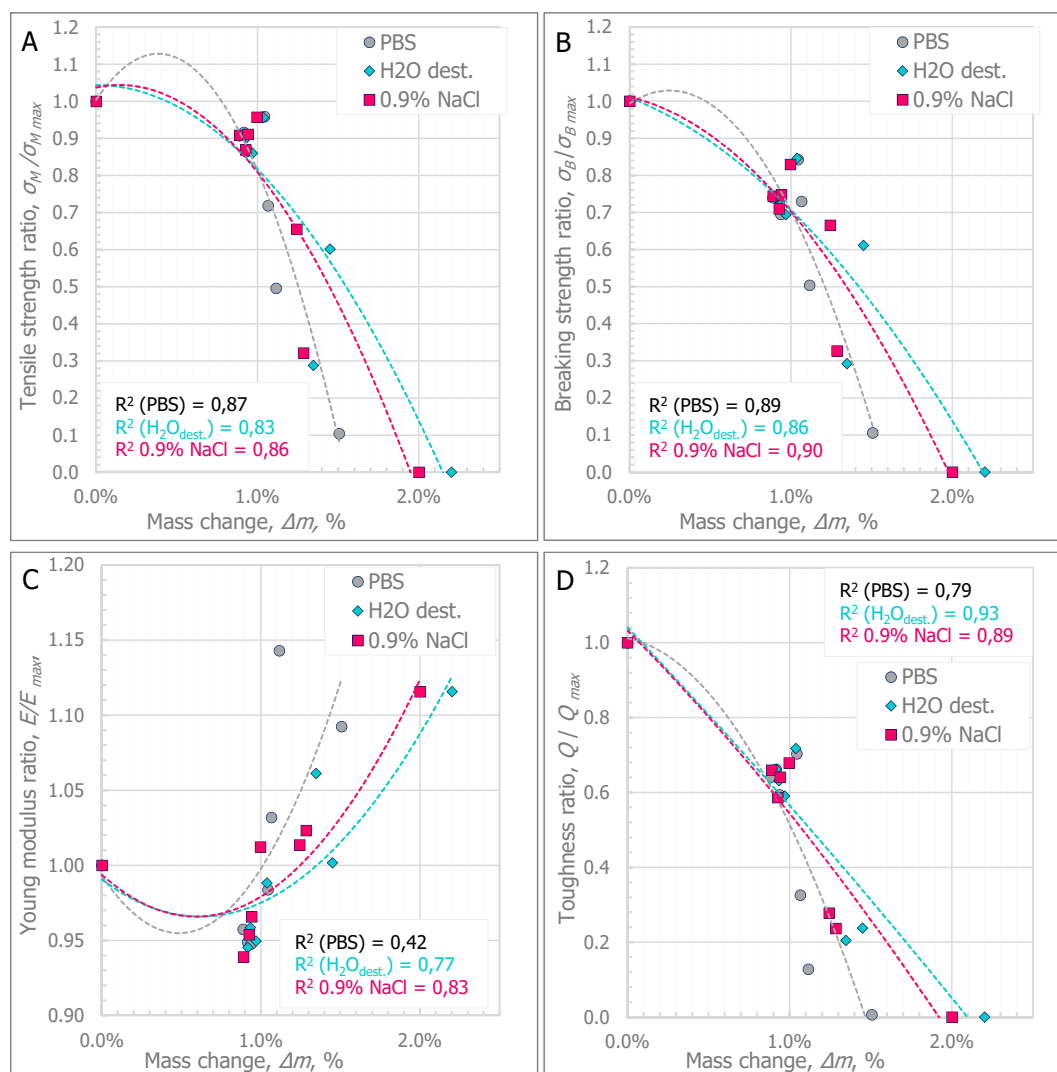 A
PBS
H2O dest.
0.9% NaCl
Tensile strength ratio, σM/σM max
1.2
1.1
1.0
0.9
0.8
0.7
0.6
0.5
0.4
0.3
0.2
0.1
0.0
R² (PBS) = 0,87
R² (H₂Odest.) = 0,83
R² 0.9% NaCl = 0,86
0.0%
1.0%
2.0%
Mass change, Δm, %
B
PBS
H2O dest.
0.9% NaCl
Breaking strength ratio, σB/σB max
1.2
1.1
1.0
0.9
0.8
0.7
0.6
0.5
0.4
0.3
0.2
0.1
0.0
R² (PBS) = 0,89
R² (H₂Odest.) = 0,86
R² 0.9% NaCl = 0,90
0.0%
1.0%
2.0%
Mass change, Δm, %
C
PBS
H2O dest.
0.9% NaCl
Young modulus ratio, E/E max,
1.20
1.15
1.10
1.05
1.00
0.95
0.90
R² (PBS) = 0,42
R² (H₂Odest.) = 0,77
R² 0.9% NaCl = 0,83
0.0%
1.0%
2.0%
Mass change, Δm, %
D
R² (PBS) = 0,79
R² (H₂Odest.) = 0,93
R² 0.9% NaCl = 0,89
PBS
H2O dest.
0.9% NaCl
Toughness ratio, Q / Q max
1.2
1.0
0.8
0.6
0.4
0.2
0.0
0.0%
1.0%
2.0%
Mass change, Δm, %